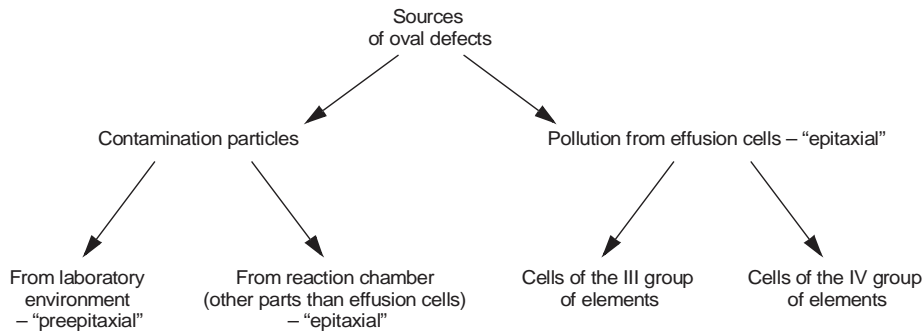 Sources
of oval defects
Contamination particles
Pollution from effusion cells – “epitaxial”
From laboratory
environment
– “preepitaxial”
From reaction chamber
(other parts than effusion cells)
– “epitaxial”
Cells of the III group
of elements
Cells of the IV group
of elements